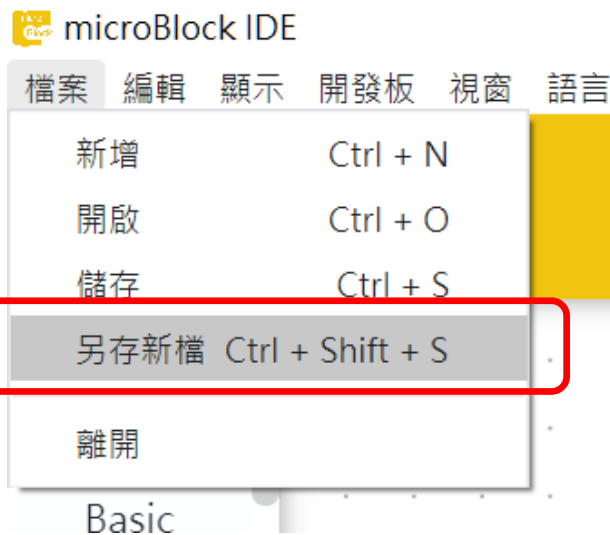 microBlock IDE
檔案 編輯 顯示 開發板 視窗 語言
新增 Ctrl + N
開啟 Ctrl + O
儲存 Ctrl + S
另存新檔 Ctrl + Shift + S
離開
Basic